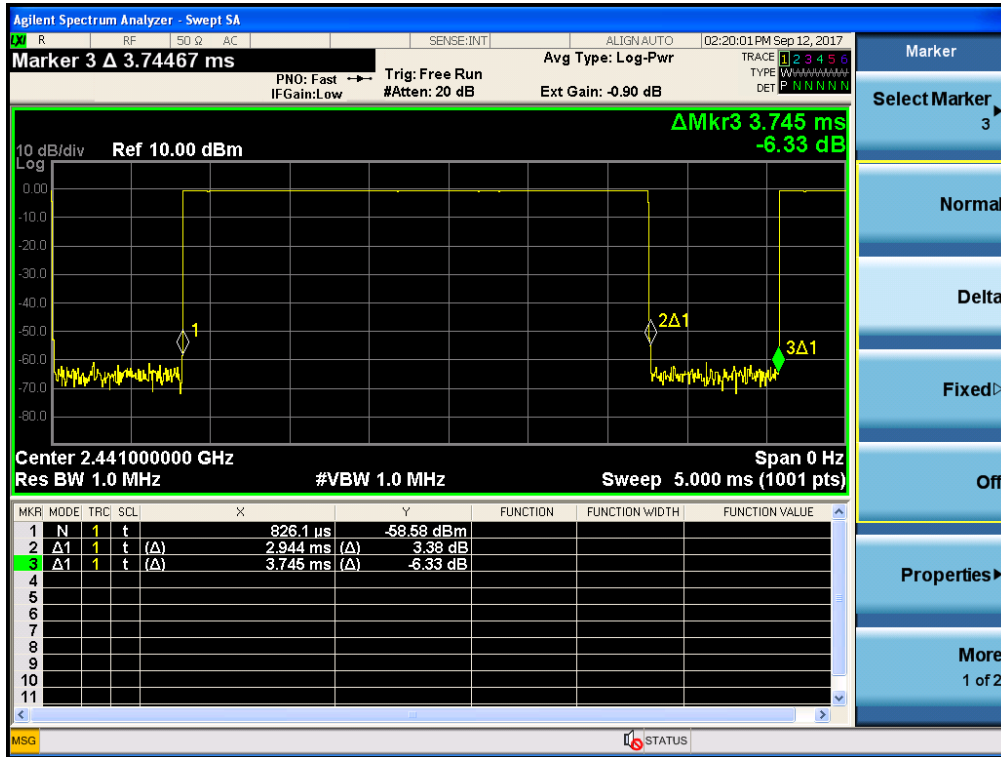 Agilent Spectrum Analyzer - Swept SA
LXI R RF 50 Ω AC SENSE:INT ALIGN AUTO 02:20:01 PM Sep 12, 2017
Marker 3 Δ 3.74467 ms
PNO: Fast
IFGain:Low
Trig: Free Run
#Atten: 20 dB
Avg Type: Log-Pwr
Ext Gain: -0.90 dB
TRACE 1 2 3 4 5 6
TYPE WWWWWWW
DET P N N N N N
ΔMkr3 3.745 ms
-6.33 dB
10 dB/div Ref 10.00 dBm
Log
0.00
-10.0
-20.0
-30.0
-40.0
-50.0
-60.0
-70.0
-80.0
1
2Δ1
3Δ1
Center 2.441000000 GHz Span 0 Hz
Res BW 1.0 MHz #VBW 1.0 MHz Sweep 5.000 ms (1001 pts)
MKR MODE TRC SCL X Y FUNCTION FUNCTION WIDTH FUNCTION VALUE
1 N 1 t 826.1 µs -58.58 dBm
2 Δ1 1 t (Δ) 2.944 ms (Δ) 3.38 dB
3 Δ1 1 t (Δ) 3.745 ms (Δ) -6.33 dB
4
5
6
7
8
9
10
11
MSG STATUS
Marker
Select Marker
3
Normal
Delta
Fixed
Off
Properties
More
1 of 2